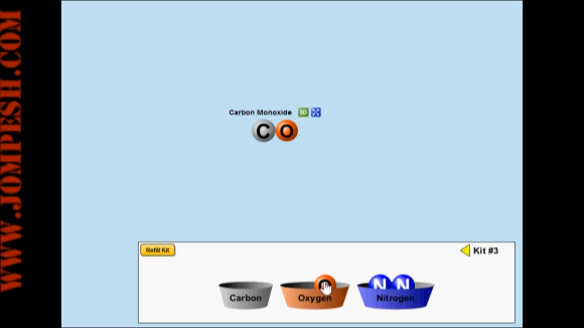 WWW.JOMPESH.COM
Carbon Monoxide 3D
C O
Refill Kit
Kit #3
O N N
Carbon Oxygen Nitrogen